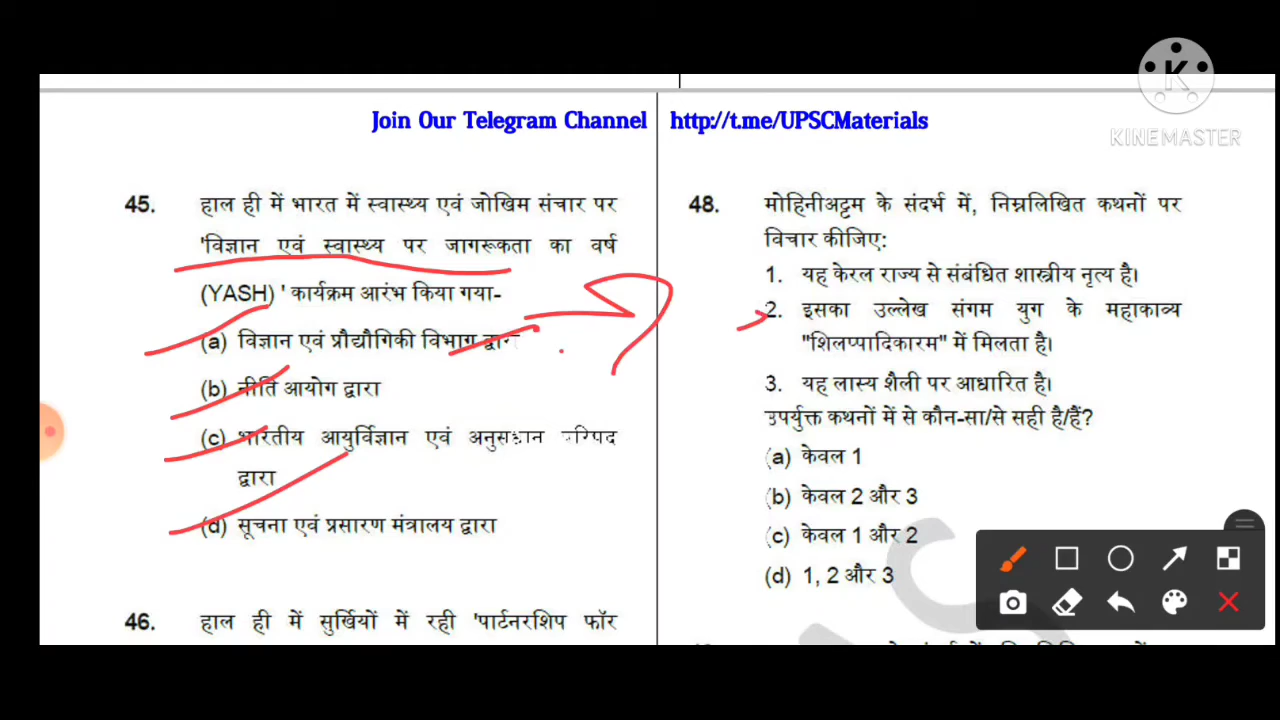 K
KINEMASTER
Join Our Telegram Channel
http://t.me/UPSCMaterials
45. हाल ही में भारत में स्वास्थ्य एवं जोखिम संचार पर
'विज्ञान एवं स्वास्थ्य पर जागरूकता का वर्ष
(YASH) ' कार्यक्रम आरंभ किया गया-
(a) विज्ञान एवं प्रौद्यौगिकी विभाग द्वारा
(b) नीति आयोग द्वारा
(c) भारतीय आयुर्विज्ञान एवं अनुसंधान परिषद
द्वारा
(d) सूचना एवं प्रसारण मंत्रालय द्वारा
46. हाल ही में सुर्खियों में रही 'पार्टनरशिप फॉर
48. मोहिनीअट्टम के संदर्भ में, निम्नलिखित कथनों पर
विचार कीजिए:
1. यह केरल राज्य से संबंधित शास्त्रीय नृत्य है।
2. इसका उल्लेख संगम युग के महाकाव्य
"शिलप्पादिकारम" में मिलता है।
3. यह लास्य शैली पर आधारित है।
उपर्युक्त कथनों में से कौन-सा/से सही है/हैं?
(a) केवल 1
(b) केवल 2 और 3
(c) केवल 1 और 2
(d) 1, 2 और 3